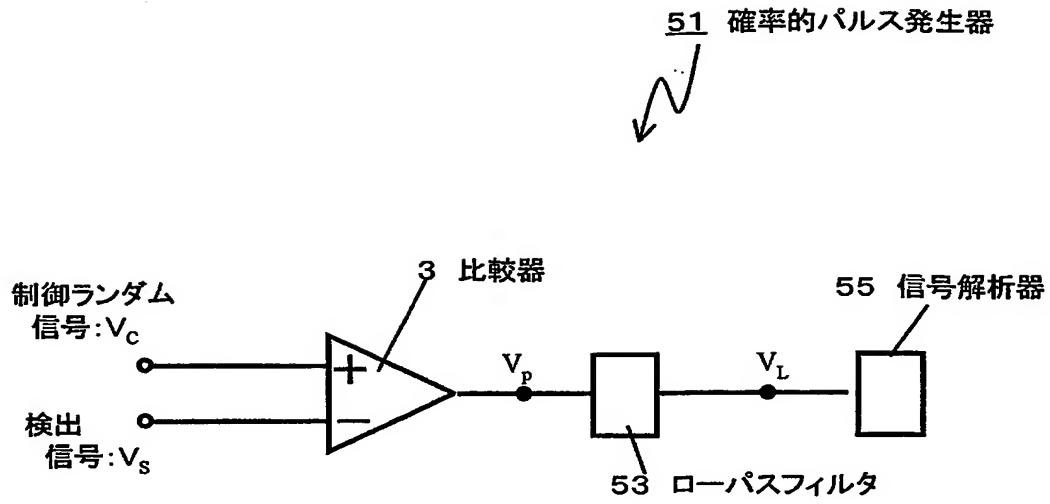 51 確率的パルス発生器
3 比較器
55 信号解析器
制御ランダム
信号:VC
+
Vp
VL
検出
信号:VS
−
53 ローパスフィルタ